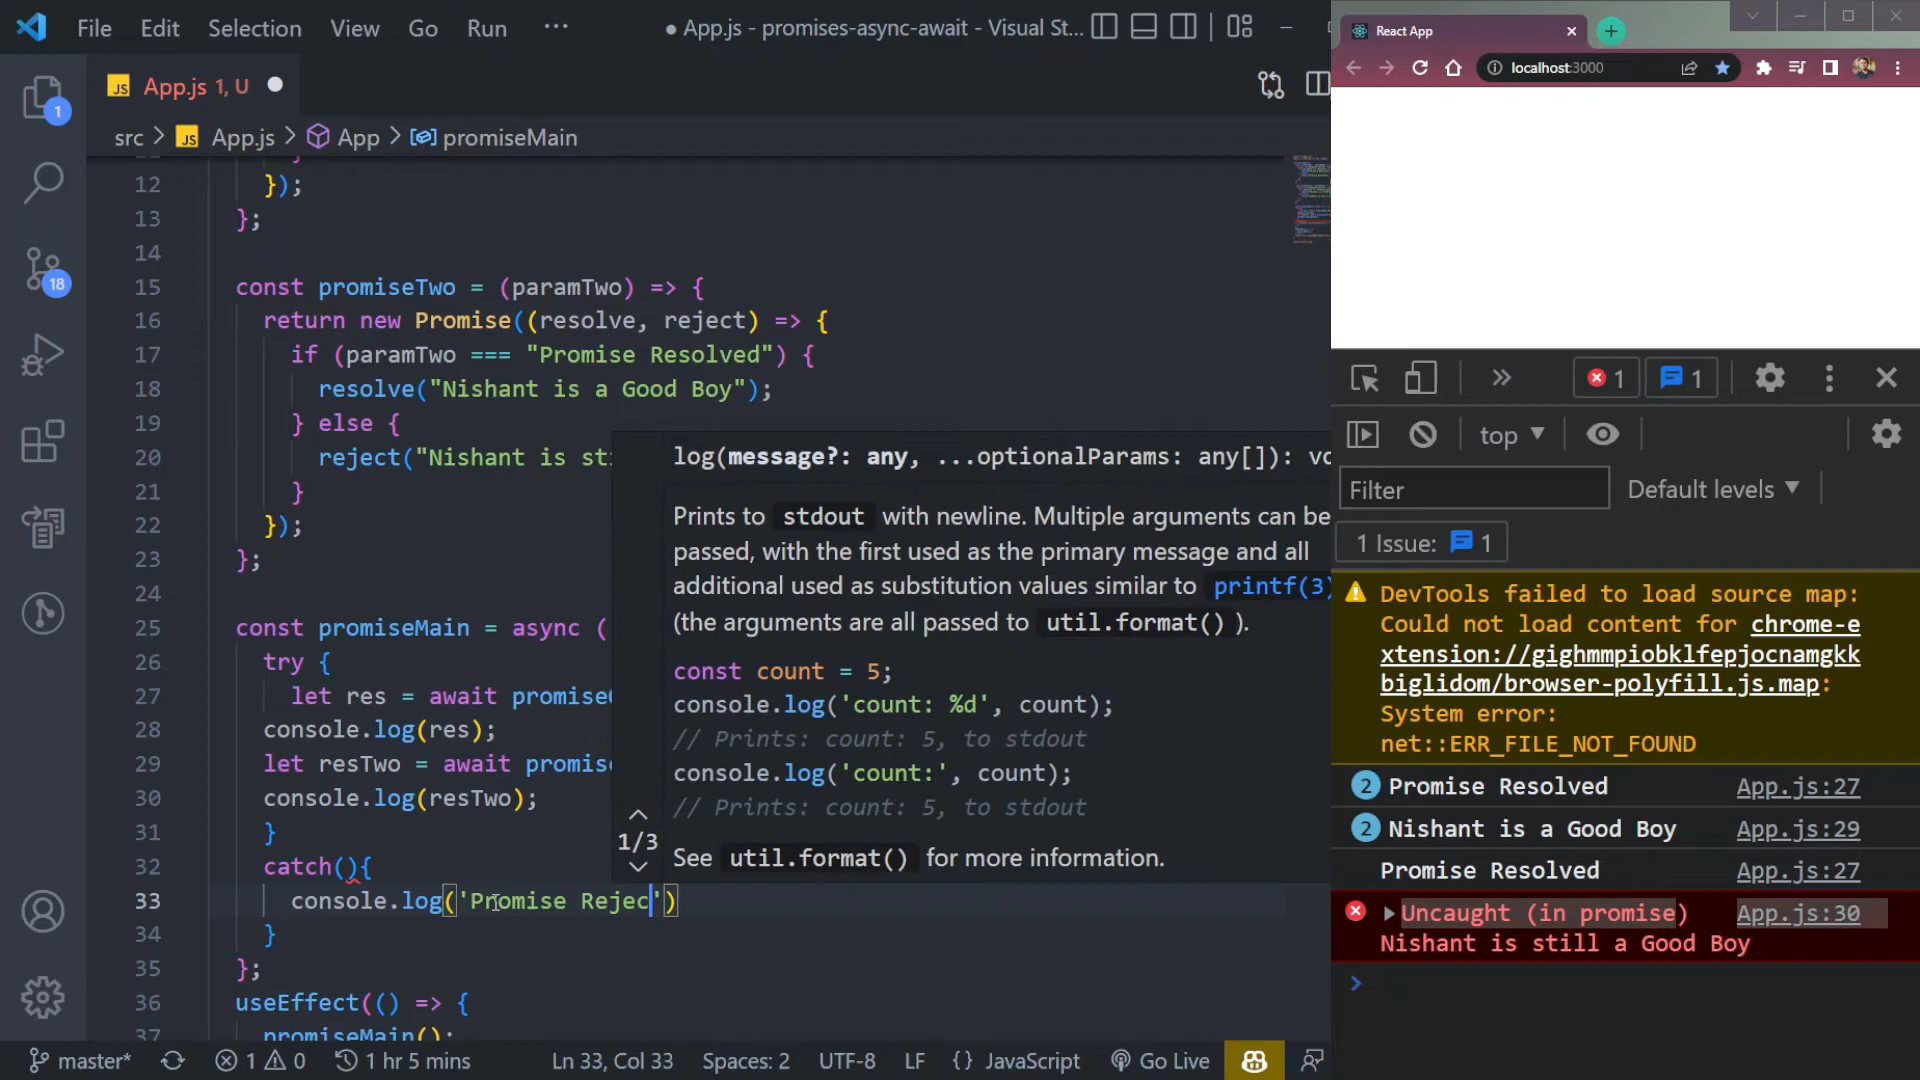 File Edit Selection View Go Run ···
● App.js - promises-async-await - Visual St...
JS App.js 1, U ●
src > JS App.js > App > promiseMain
12 });
13 };
14
15 const promiseTwo = (paramTwo) => {
16 return new Promise((resolve, reject) => {
17 if (paramTwo === "Promise Resolved") {
18 resolve("Nishant is a Good Boy");
19 } else {
20 reject("Nishant is sti
21 }
22 });
23 };
24
25 const promiseMain = async (
26 try {
27 let res = await promise
28 console.log(res);
29 let resTwo = await promise
30 console.log(resTwo);
31 }
32 catch(){
33 console.log('Promise Rejec')
34 }
35 };
36 useEffect(() => {
37 promiseMain();
1
18
log(message?: any, ...optionalParams: any[]): vo
Prints to stdout with newline. Multiple arguments can be
passed, with the first used as the primary message and all
additional used as substitution values similar to printf(3)
(the arguments are all passed to util.format() ).
const count = 5;
console.log('count: %d', count);
// Prints: count: 5, to stdout
console.log('count:', count);
// Prints: count: 5, to stdout
1/3
See util.format() for more information.
master* 1 0 1 hr 5 mins Ln 33, Col 33 Spaces: 2 UTF-8 LF {} JavaScript Go Live
React App
localhost:3000
1 1
top
Filter Default levels
1 Issue: 1
DevTools failed to load source map:
Could not load content for chrome-e
xtension://gighmmpiobklfepjocnamgkk
biglidom/browser-polyfill.js.map:
System error:
net::ERR_FILE_NOT_FOUND
2 Promise Resolved App.js:27
2 Nishant is a Good Boy App.js:29
Promise Resolved App.js:27
Uncaught (in promise) App.js:30
Nishant is still a Good Boy